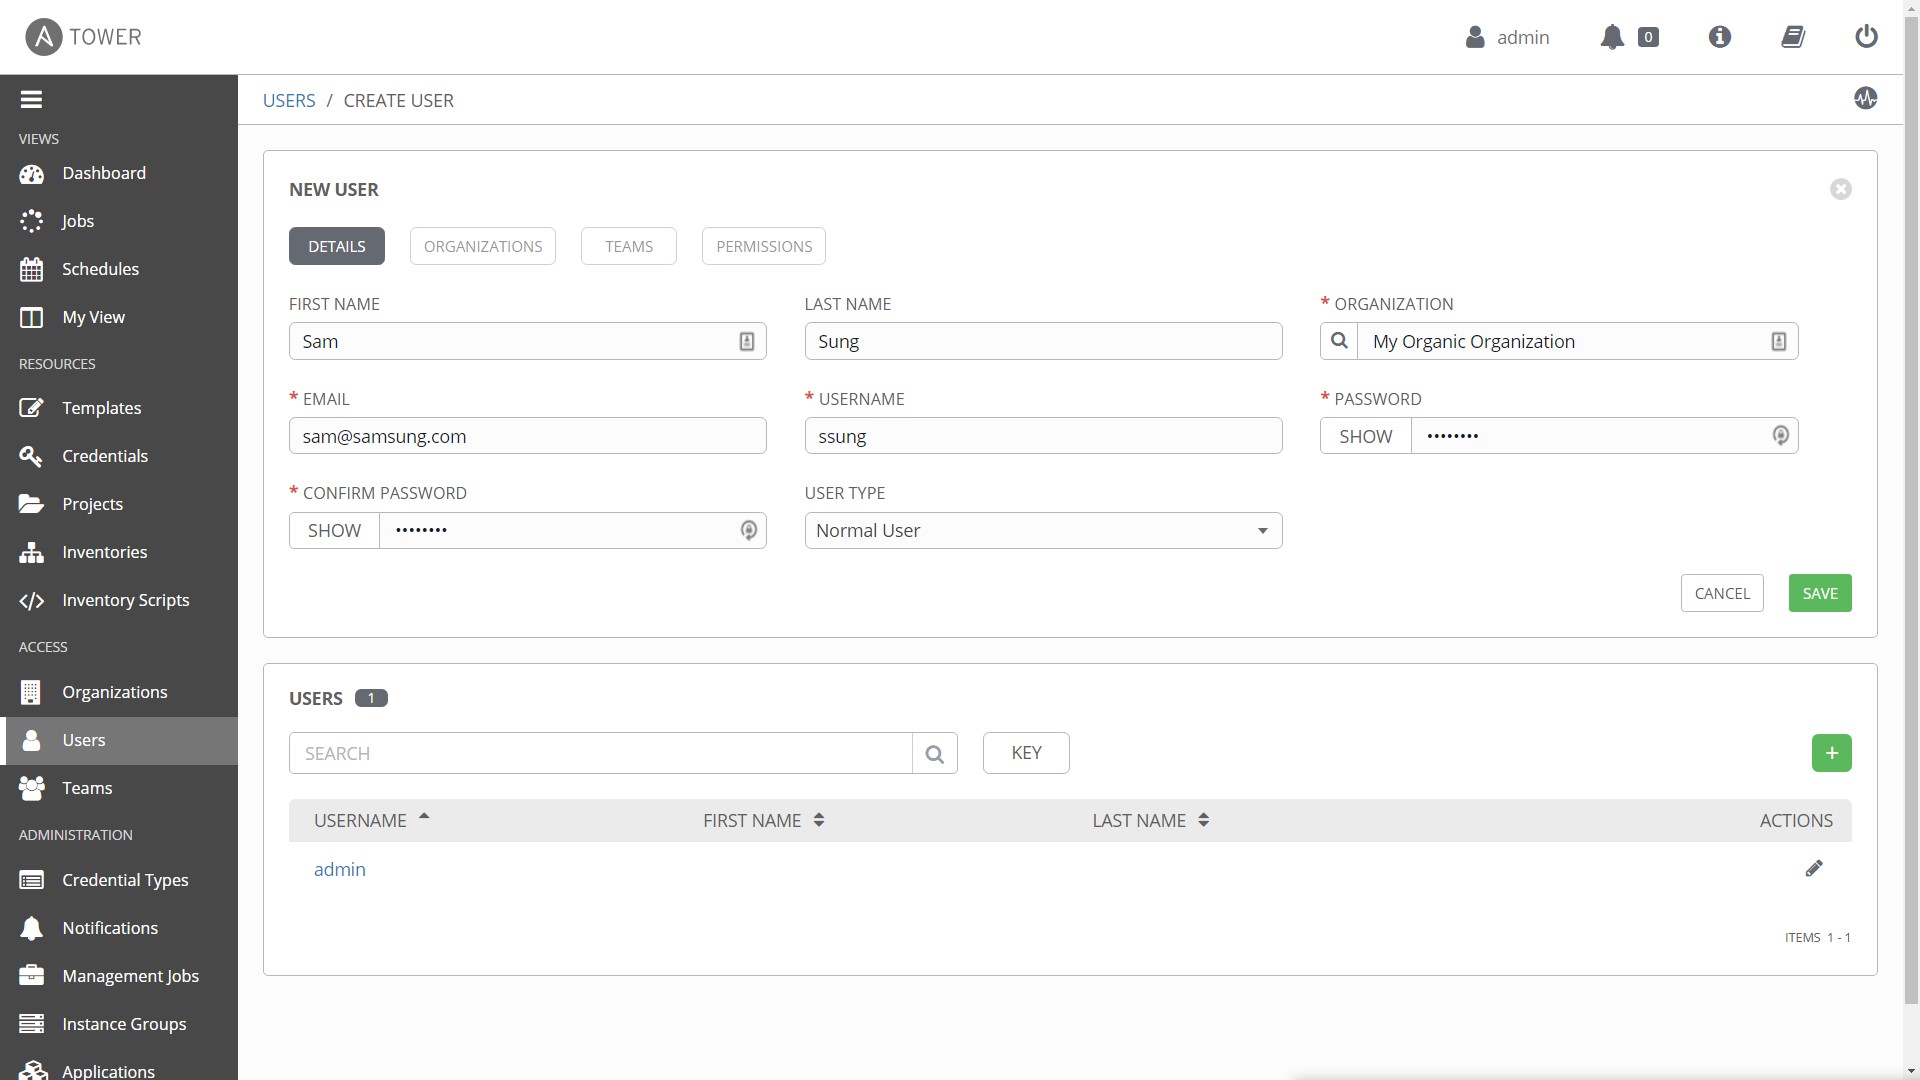 TOWER
admin
0
USERS / CREATE USER
VIEWS
Dashboard
Jobs
Schedules
My View
RESOURCES
Templates
Credentials
Projects
Inventories
Inventory Scripts
ACCESS
Organizations
Users
Teams
ADMINISTRATION
Credential Types
Notifications
Management Jobs
Instance Groups
Applications
NEW USER
DETAILS ORGANIZATIONS TEAMS PERMISSIONS
FIRST NAME LAST NAME * ORGANIZATION
Sam Sung My Organic Organization
* EMAIL * USERNAME * PASSWORD
sam@samsung.com ssung SHOW ••••••••
* CONFIRM PASSWORD USER TYPE
SHOW •••••••• Normal User
CANCEL SAVE
USERS 1
SEARCH KEY +
USERNAME FIRST NAME LAST NAME ACTIONS
admin
ITEMS 1 - 1